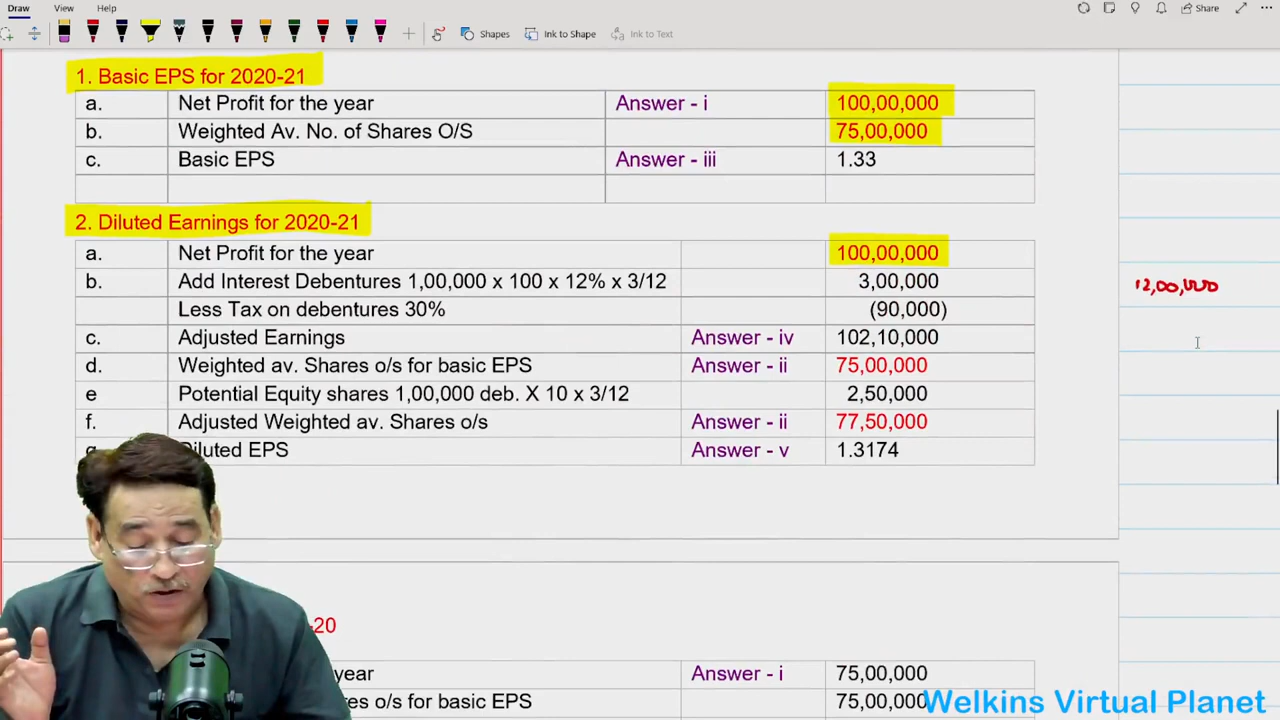 Draw View Help Share
Shapes Ink to Shape Ink to Text
1. Basic EPS for 2020-21
a. Net Profit for the year Answer - i 100,00,000
b. Weighted Av. No. of Shares O/S 75,00,000
c. Basic EPS Answer - iii 1.33
2. Diluted Earnings for 2020-21
a. Net Profit for the year 100,00,000
b. Add Interest Debentures 1,00,000 x 100 x 12% x 3/12 3,00,000
12,00,000
Less Tax on debentures 30% (90,000)
c. Adjusted Earnings Answer - iv 102,10,000
d. Weighted av. Shares o/s for basic EPS Answer - ii 75,00,000
e Potential Equity shares 1,00,000 deb. X 10 x 3/12 2,50,000
f. Adjusted Weighted av. Shares o/s Answer - ii 77,50,000
Diluted EPS Answer - v 1.3174
-20
year Answer - i 75,00,000
res o/s for basic EPS 75,00,000
Welkins Virtual Planet